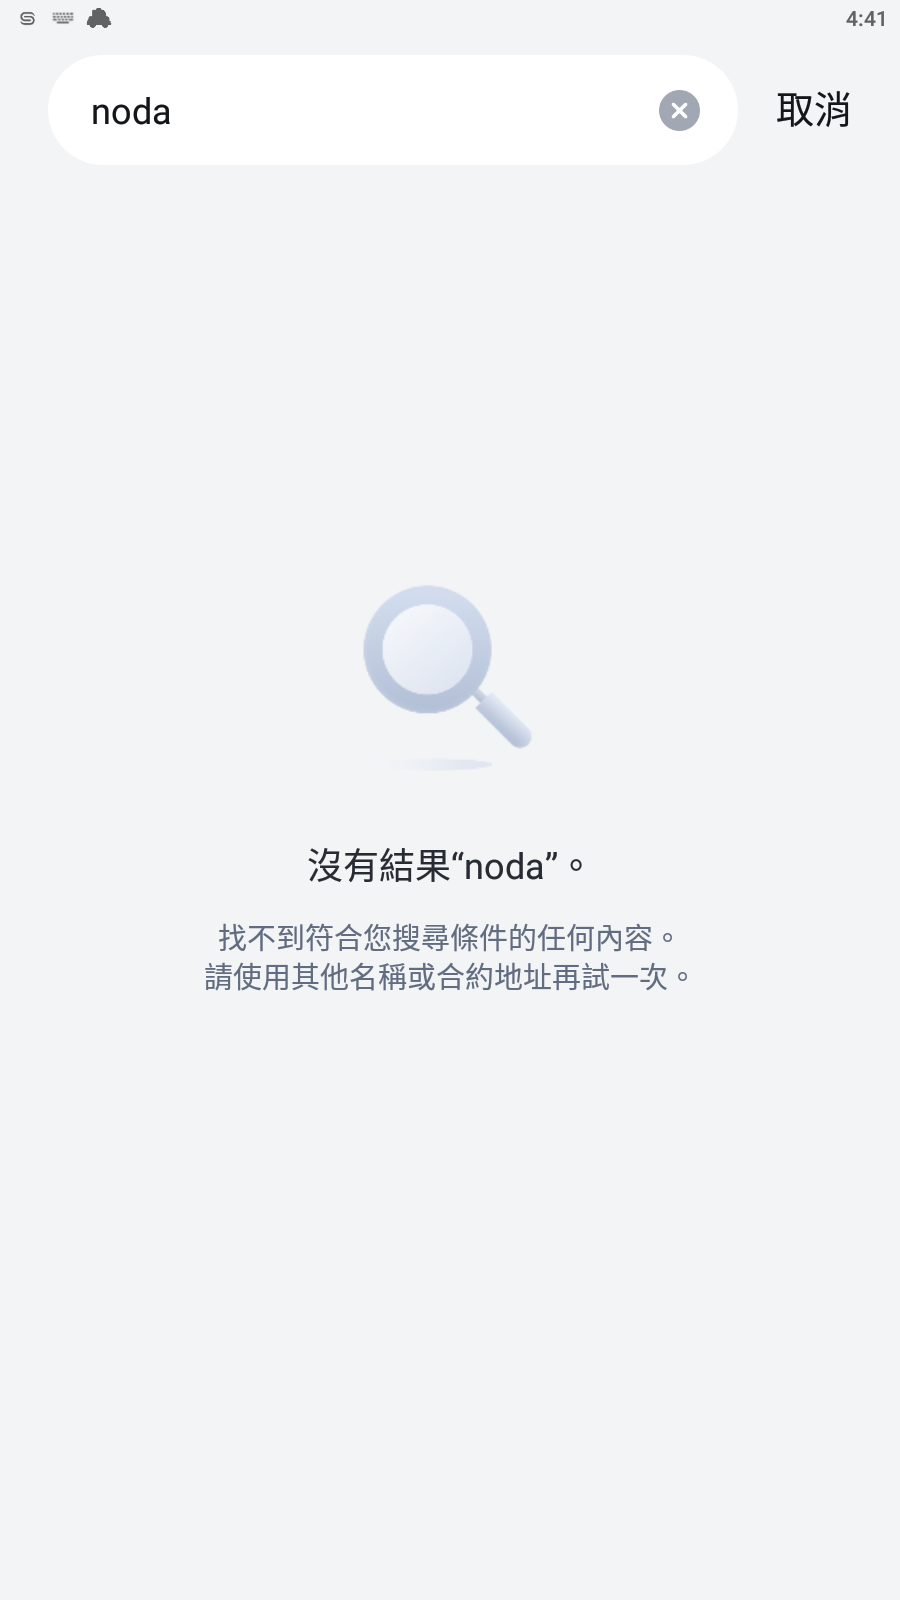 4:41
noda
取消
沒有結果“noda”。
找不到符合您搜尋條件的任何內容。
請使用其他名稱或合約地址再試一次。